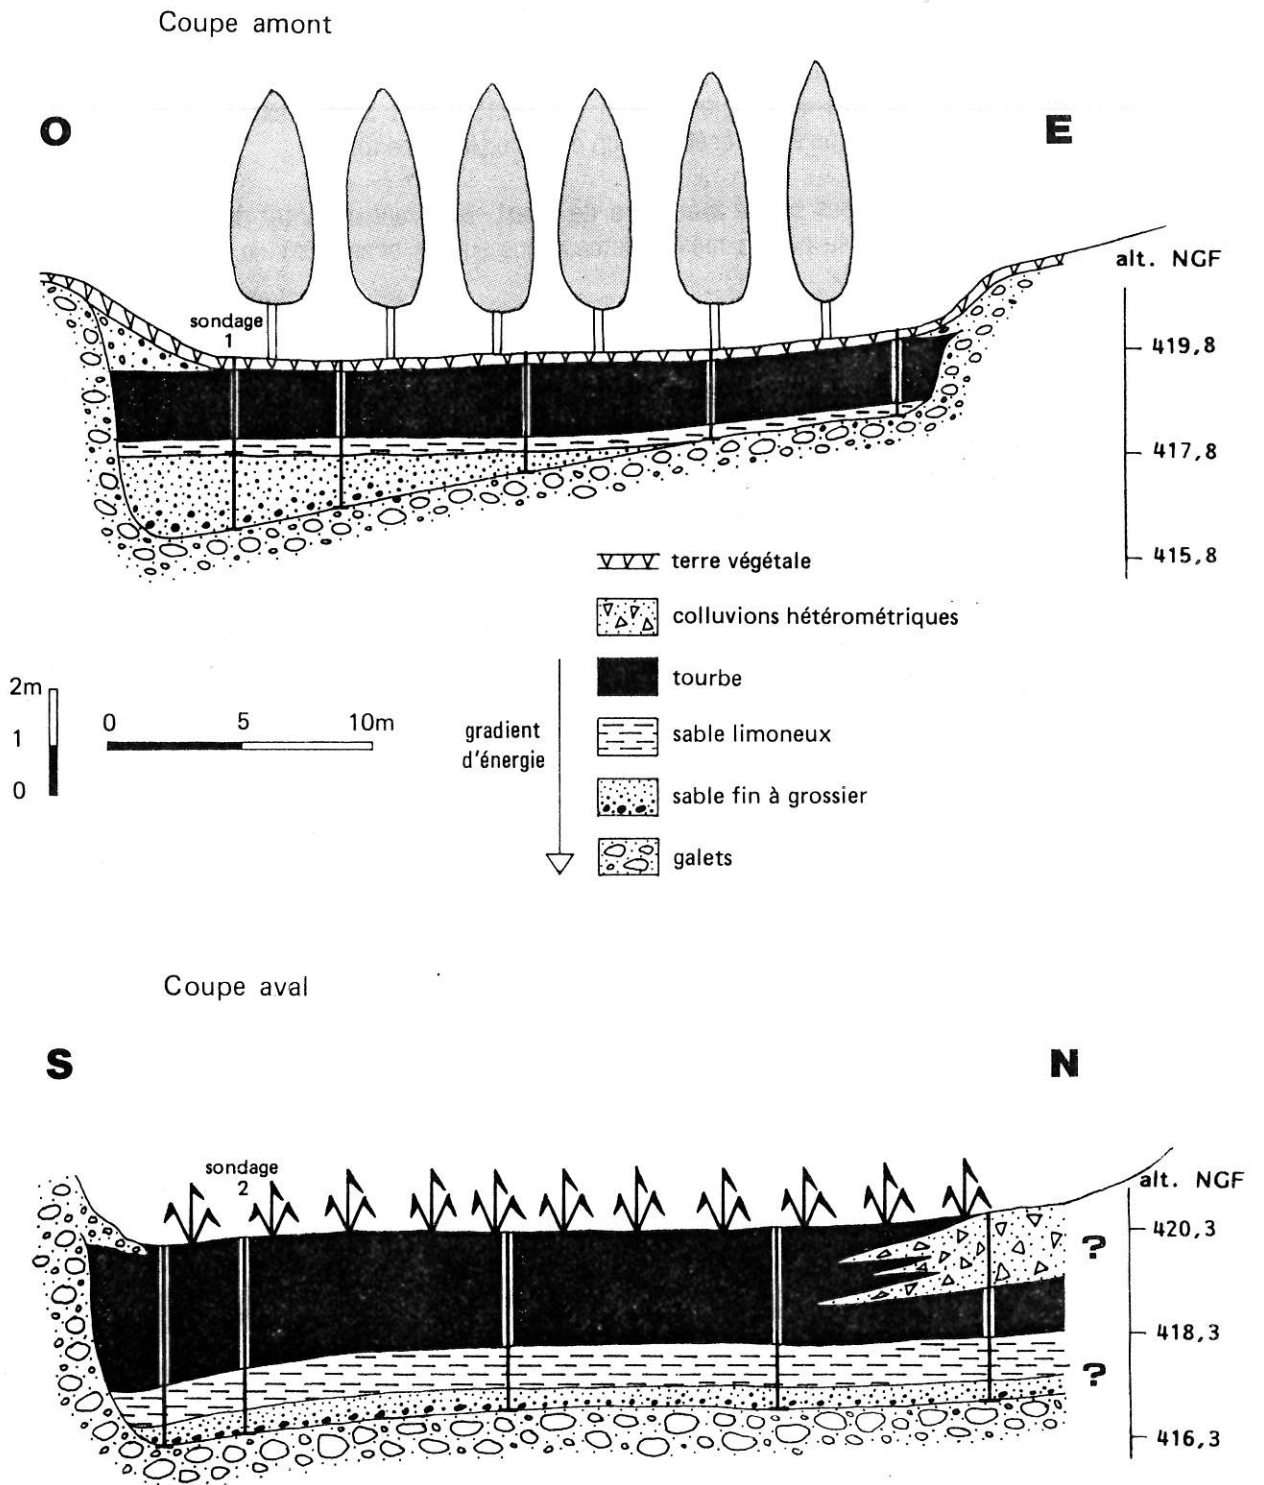 Coupe amont
O
E
alt. NGF
sondage
1
419,8
417,8
415,8
terre végétale
colluvions hétérométriques
tourbe
sable limoneux
sable fin à grossier
galets
gradient
d'énergie
2m
1
0
0 5 10m
Coupe aval
S
N
sondage
2
alt. NGF
420,3
?
418,3
?
416,3